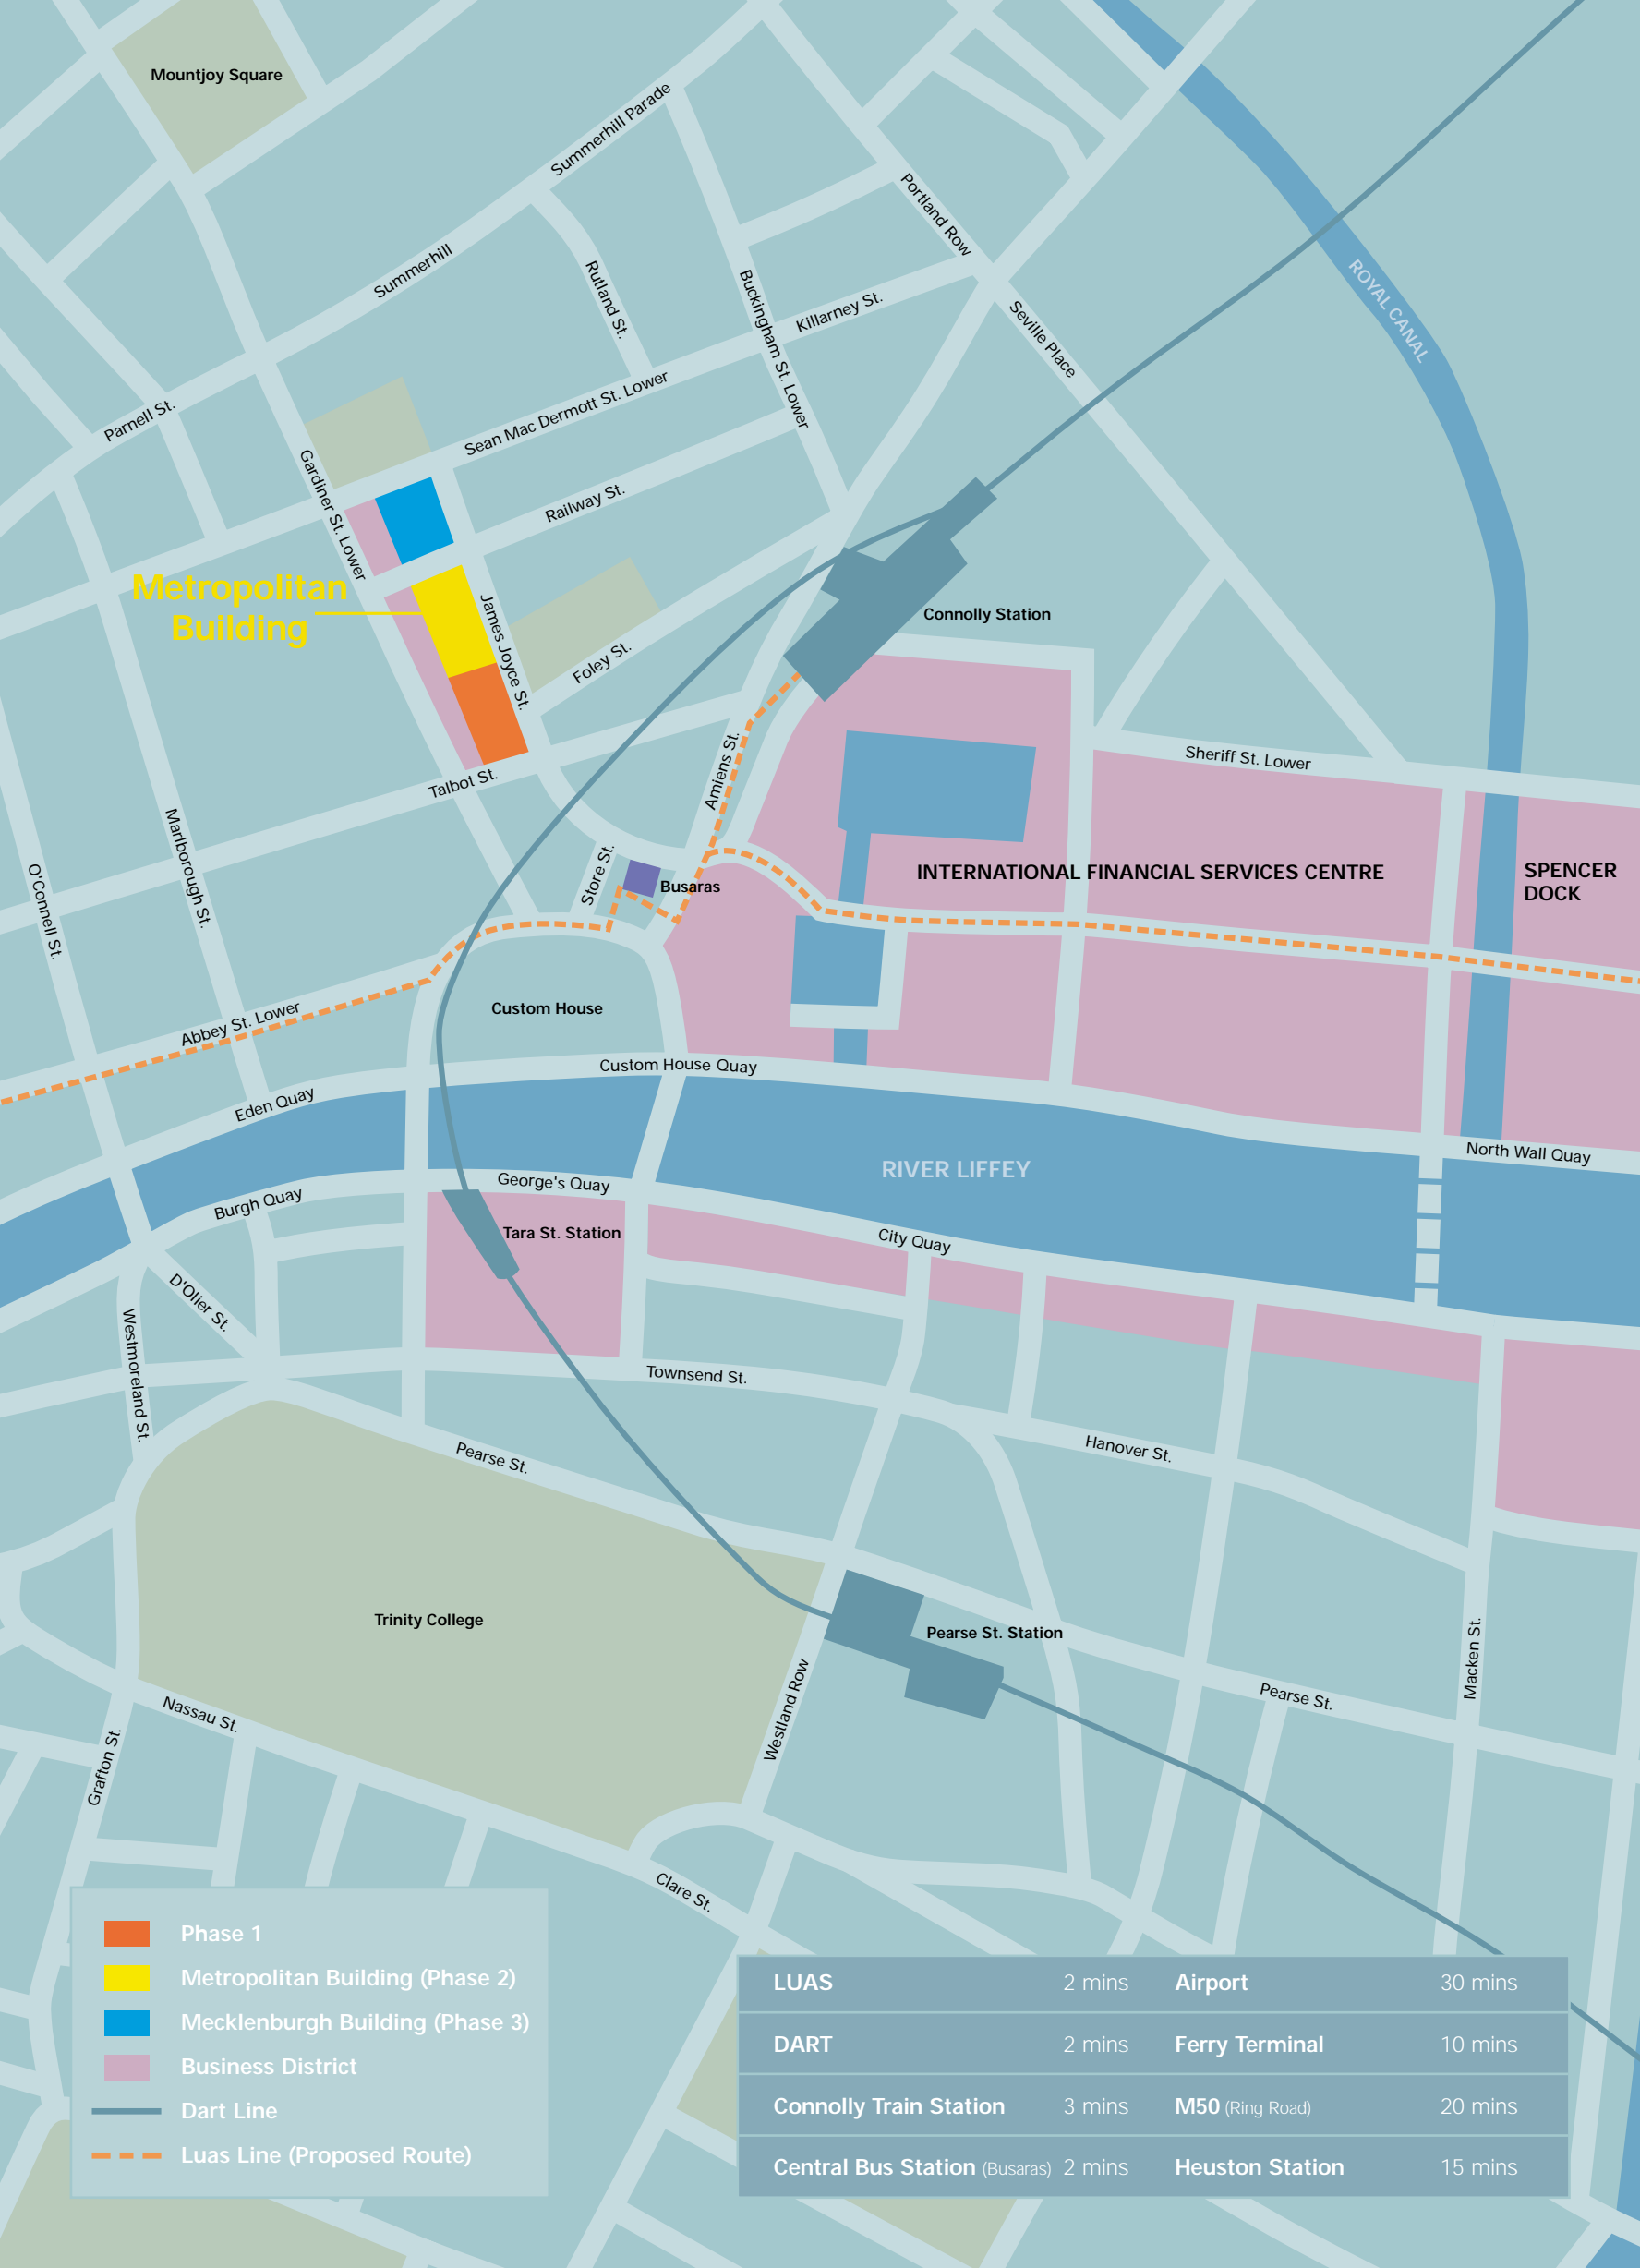 Mountjoy Square
Summerhill Parade
Portland Row
Summerhill
Rutland St.
Buckingham St. Lower
Killarney St.
Seville Place
ROYAL CANAL
Parnell St.
Sean Mac Dermott St. Lower
Gardiner St. Lower
Railway St.
Metropolitan
Building
James Joyce St.
Connolly Station
Foley St.
Amiens St.
Talbot St.
Sheriff St. Lower
Marlborough St.
O'Connell St.
Store St.
Busaras
INTERNATIONAL FINANCIAL SERVICES CENTRE
SPENCER
DOCK
Custom House
Abbey St. Lower
Custom House Quay
Eden Quay
North Wall Quay
RIVER LIFFEY
George's Quay
Burgh Quay
Tara St. Station
City Quay
D'Olier St.
Westmoreland St.
Townsend St.
Hanover St.
Pearse St.
Trinity College
Pearse St. Station
Macken St.
Westland Row
Pearse St.
Nassau St.
Grafton St.
Clare St.
Phase 1
Metropolitan Building (Phase 2)
Mecklenburgh Building (Phase 3)
Business District
Dart Line
Luas Line (Proposed Route)
LUAS 2 mins Airport 30 mins
DART 2 mins Ferry Terminal 10 mins
Connolly Train Station 3 mins M50 (Ring Road) 20 mins
Central Bus Station (Busaras) 2 mins Heuston Station 15 mins